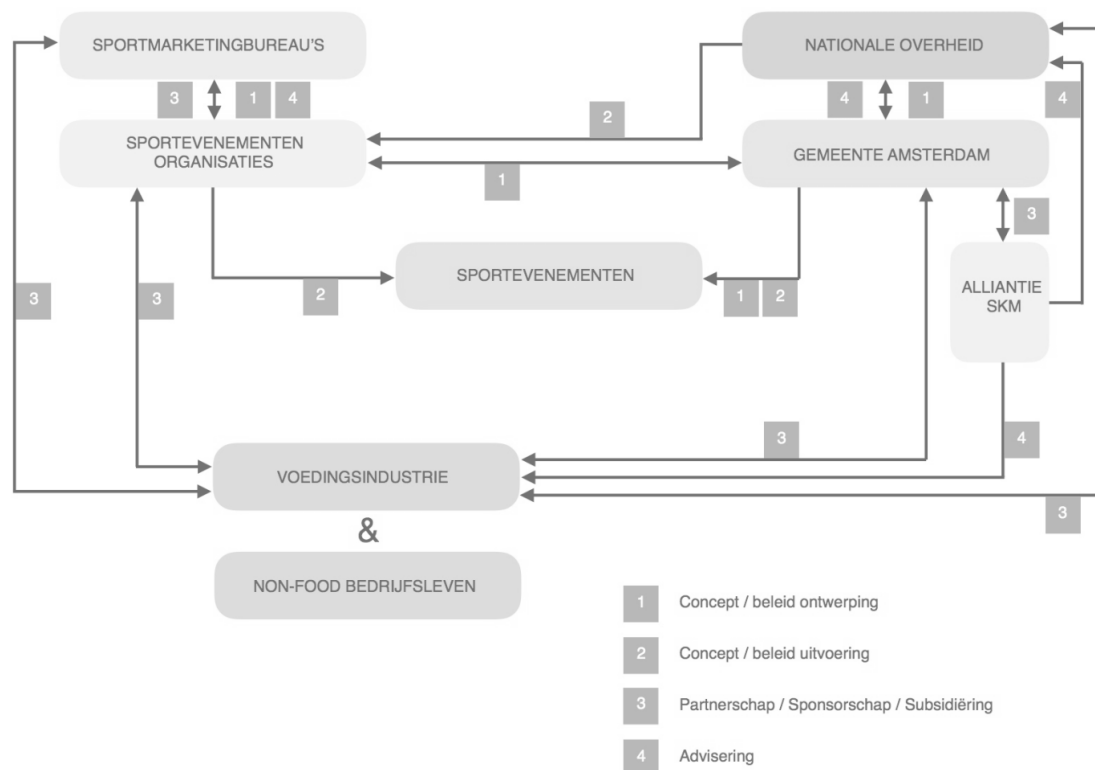 SPORTMARKETINGBUREAU'S
NATIONALE OVERHEID
3
1
4
4
1
4
2
SPORTEVENEMENTEN
ORGANISATIES
GEMEENTE AMSTERDAM
1
3
SPORTEVENEMENTEN
ALLIANTIE
SKM
3
3
2
1
2
3
4
VOEDINGSINDUSTRIE
3
&
NON-FOOD BEDRIJFSLEVEN
1 Concept / beleid ontwerping
2 Concept / beleid uitvoering
3 Partnerschap / Sponsorschap / Subsidiëring
4 Advisering